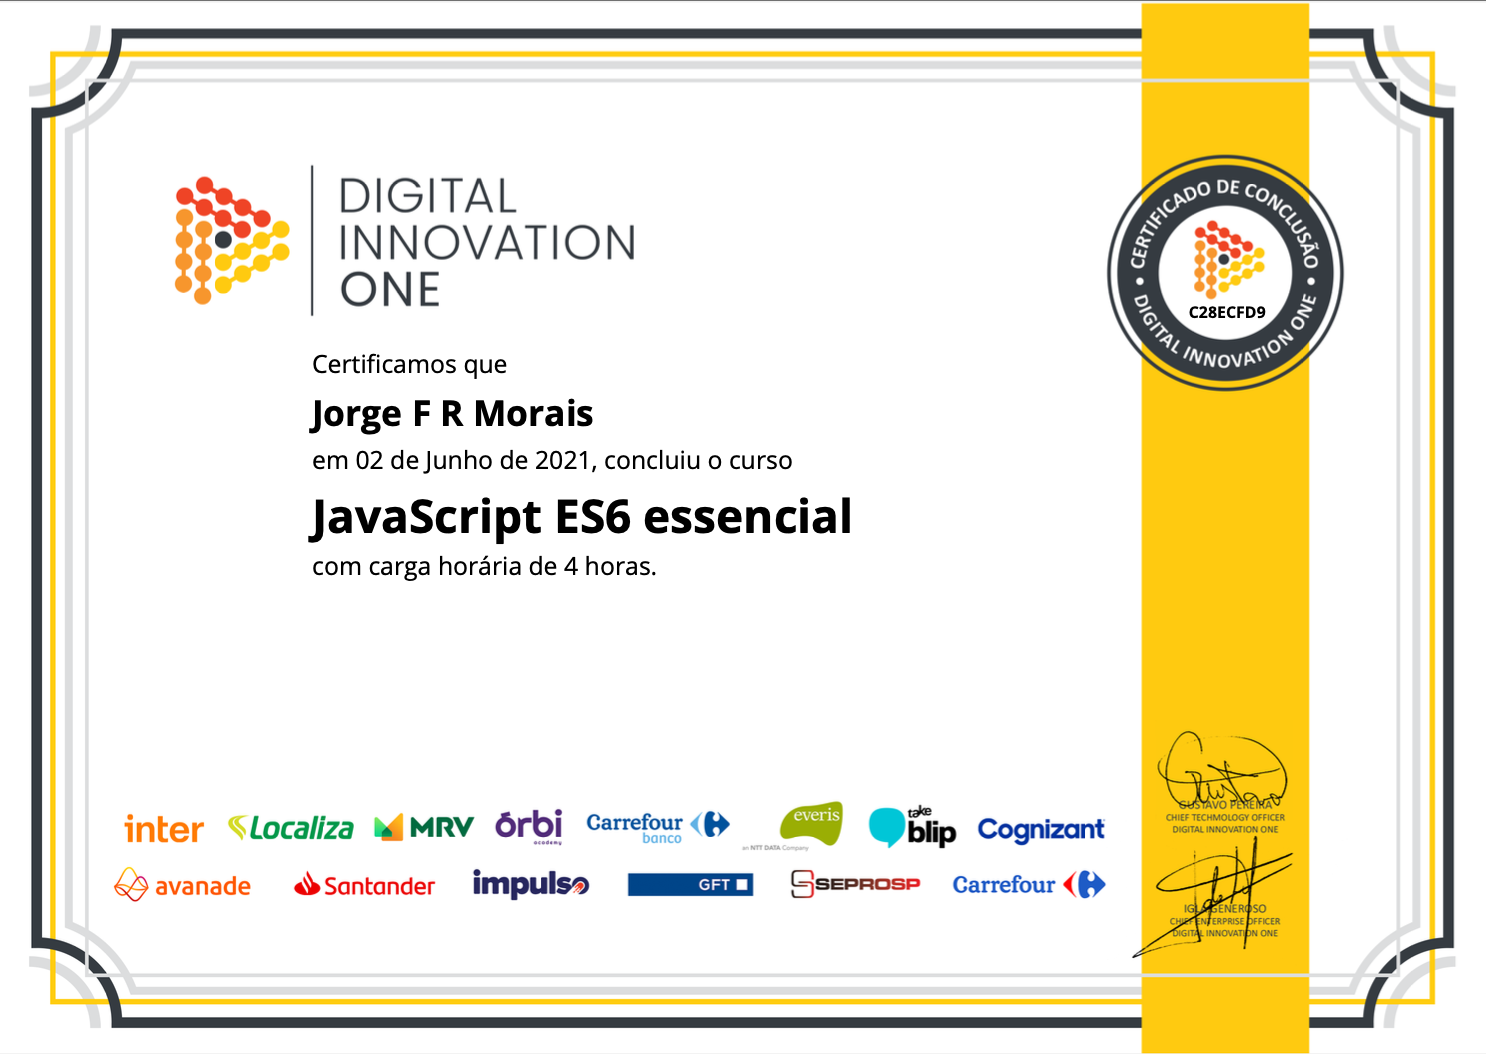 DIGITAL
INNOVATION
ONE
CERTIFICADO DE CONCLUSÃO
C28ECFD9
• DIGITAL INNOVATION ONE •
Certificamos que
Jorge F R Morais
em 02 de Junho de 2021, concluiu o curso
JavaScript ES6 essencial
com carga horária de 4 horas.
inter Localiza MRV órbi academy Carrefour banco everis an NTT DATA Company take blip Cognizant
avanade Santander impulso GFT SEPROSP Carrefour
Gustavo
GUSTAVO PEREIRA
CHIEF TECHNOLOGY OFFICER
DIGITAL INNOVATION ONE
IGLÁ GENEROSO
CHIEF ENTERPRISE OFFICER
DIGITAL INNOVATION ONE